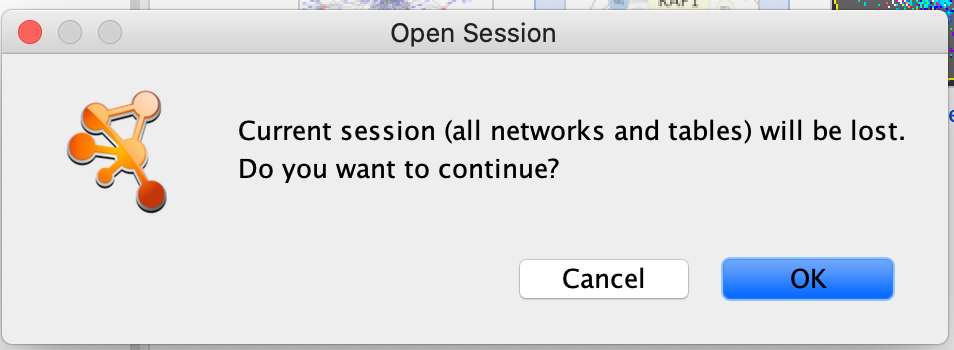 Open Session
Current session (all networks and tables) will be lost.
Do you want to continue?
Cancel
OK